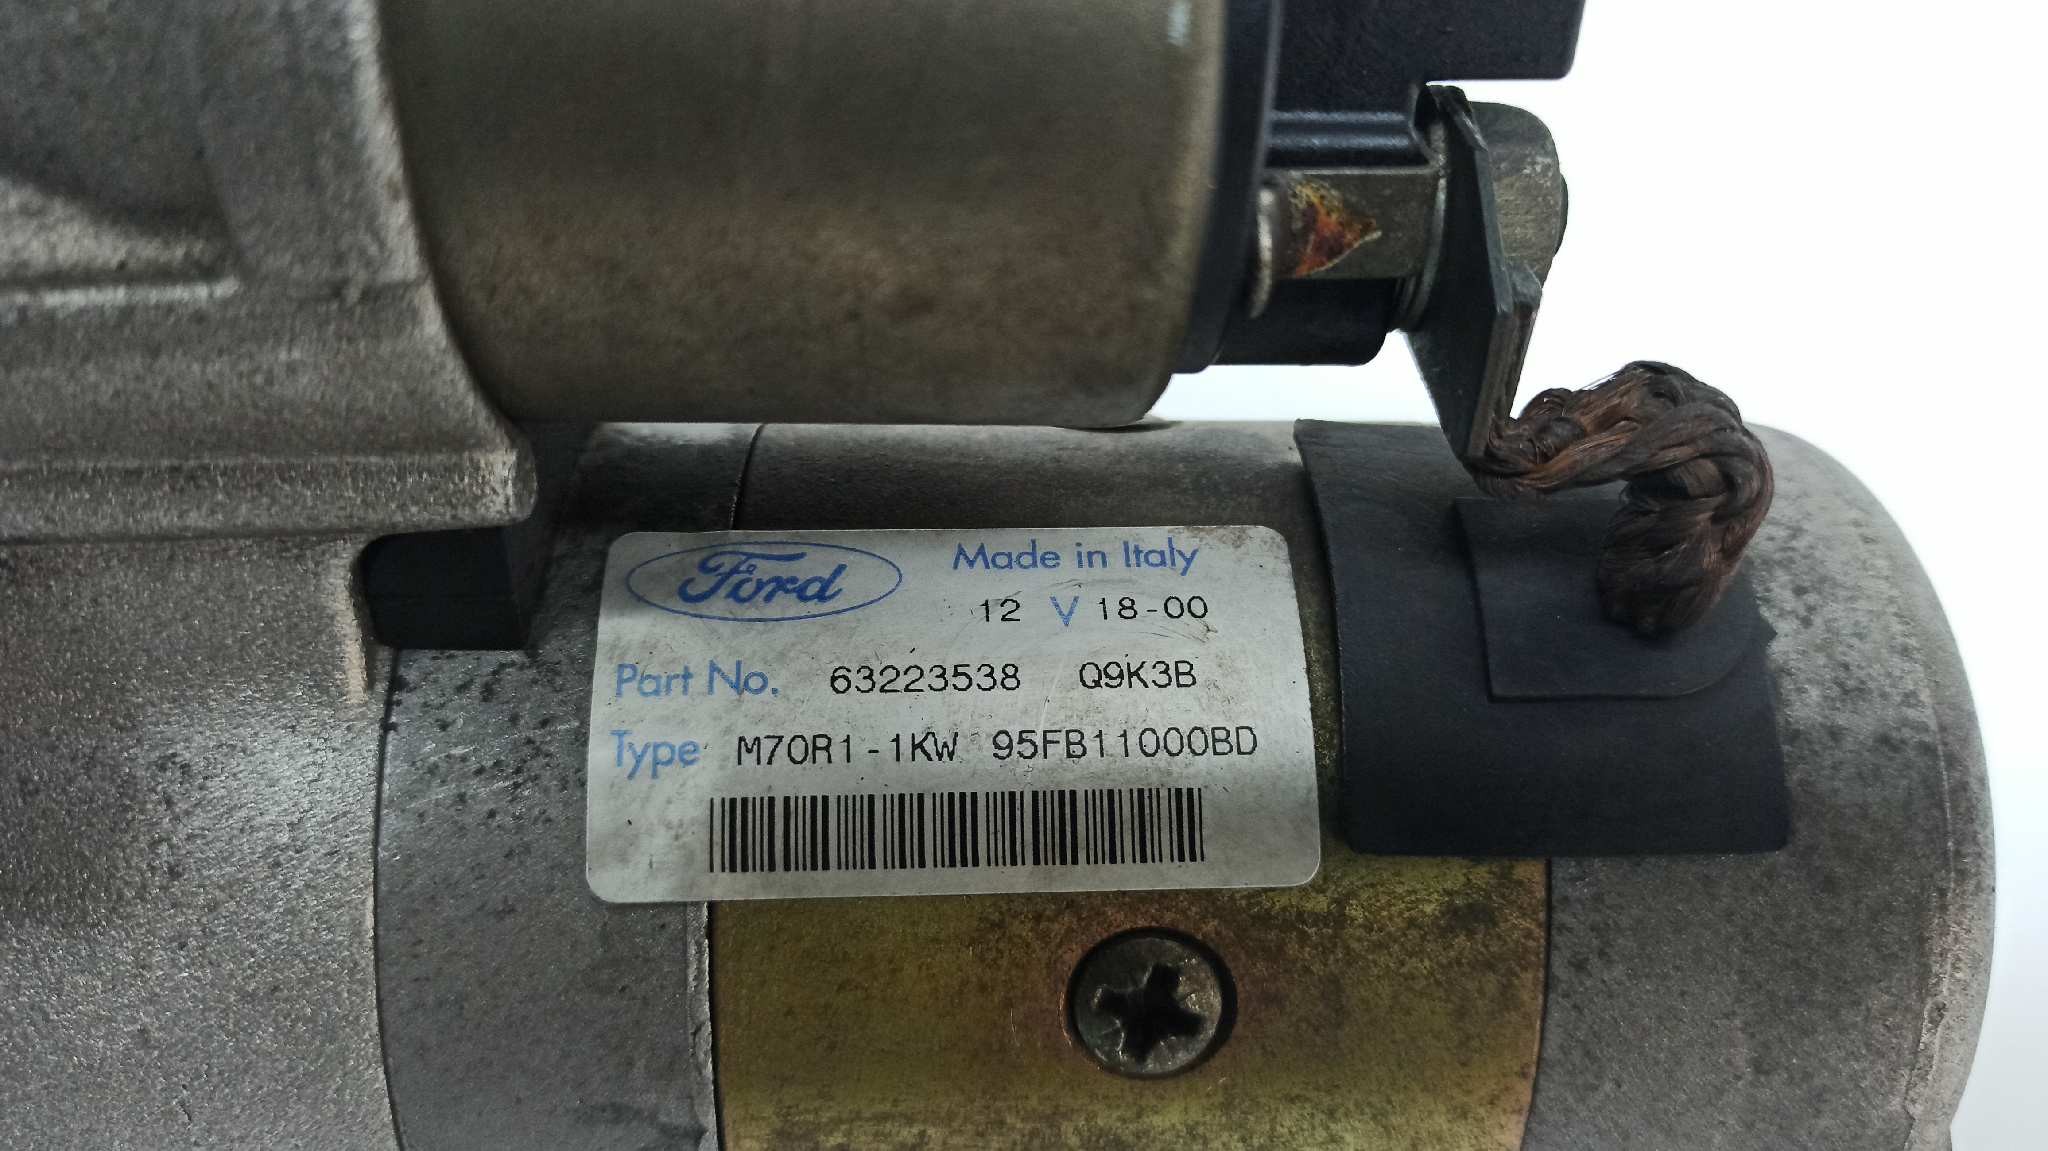 Ford Made in Italy
12 V 18-00
Part No. 63223538 Q9K3B
Type M70R1-1KW 95FB11000BD